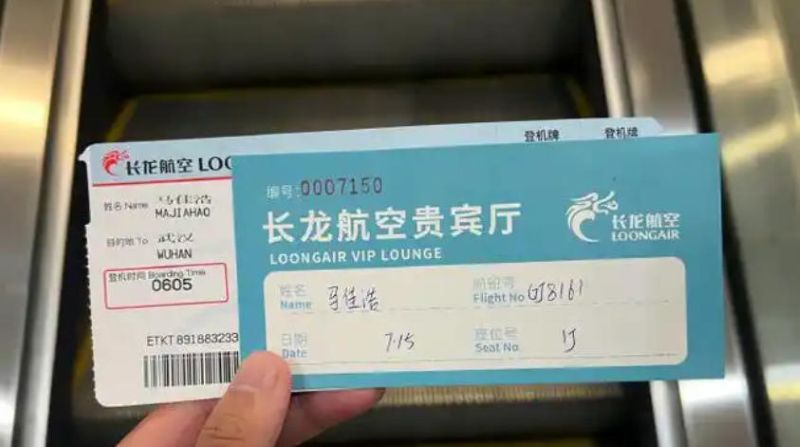 登机牌 登机牌
长龙航空 LOO
姓名 Name 马佳浩
MAJIAHAO
目的地 To 武汉
WUHAN
登机时间 Boarding Time
0605
ETKT 891883233
编号:0007150
长龙航空贵宾厅
LOONGAIR VIP LOUNGE
长龙航空
LOONGAIR
姓名 Name 马佳浩
航班号 Flight No GJ8161
日期 Date 7.15
座位号 Seat No. 1J